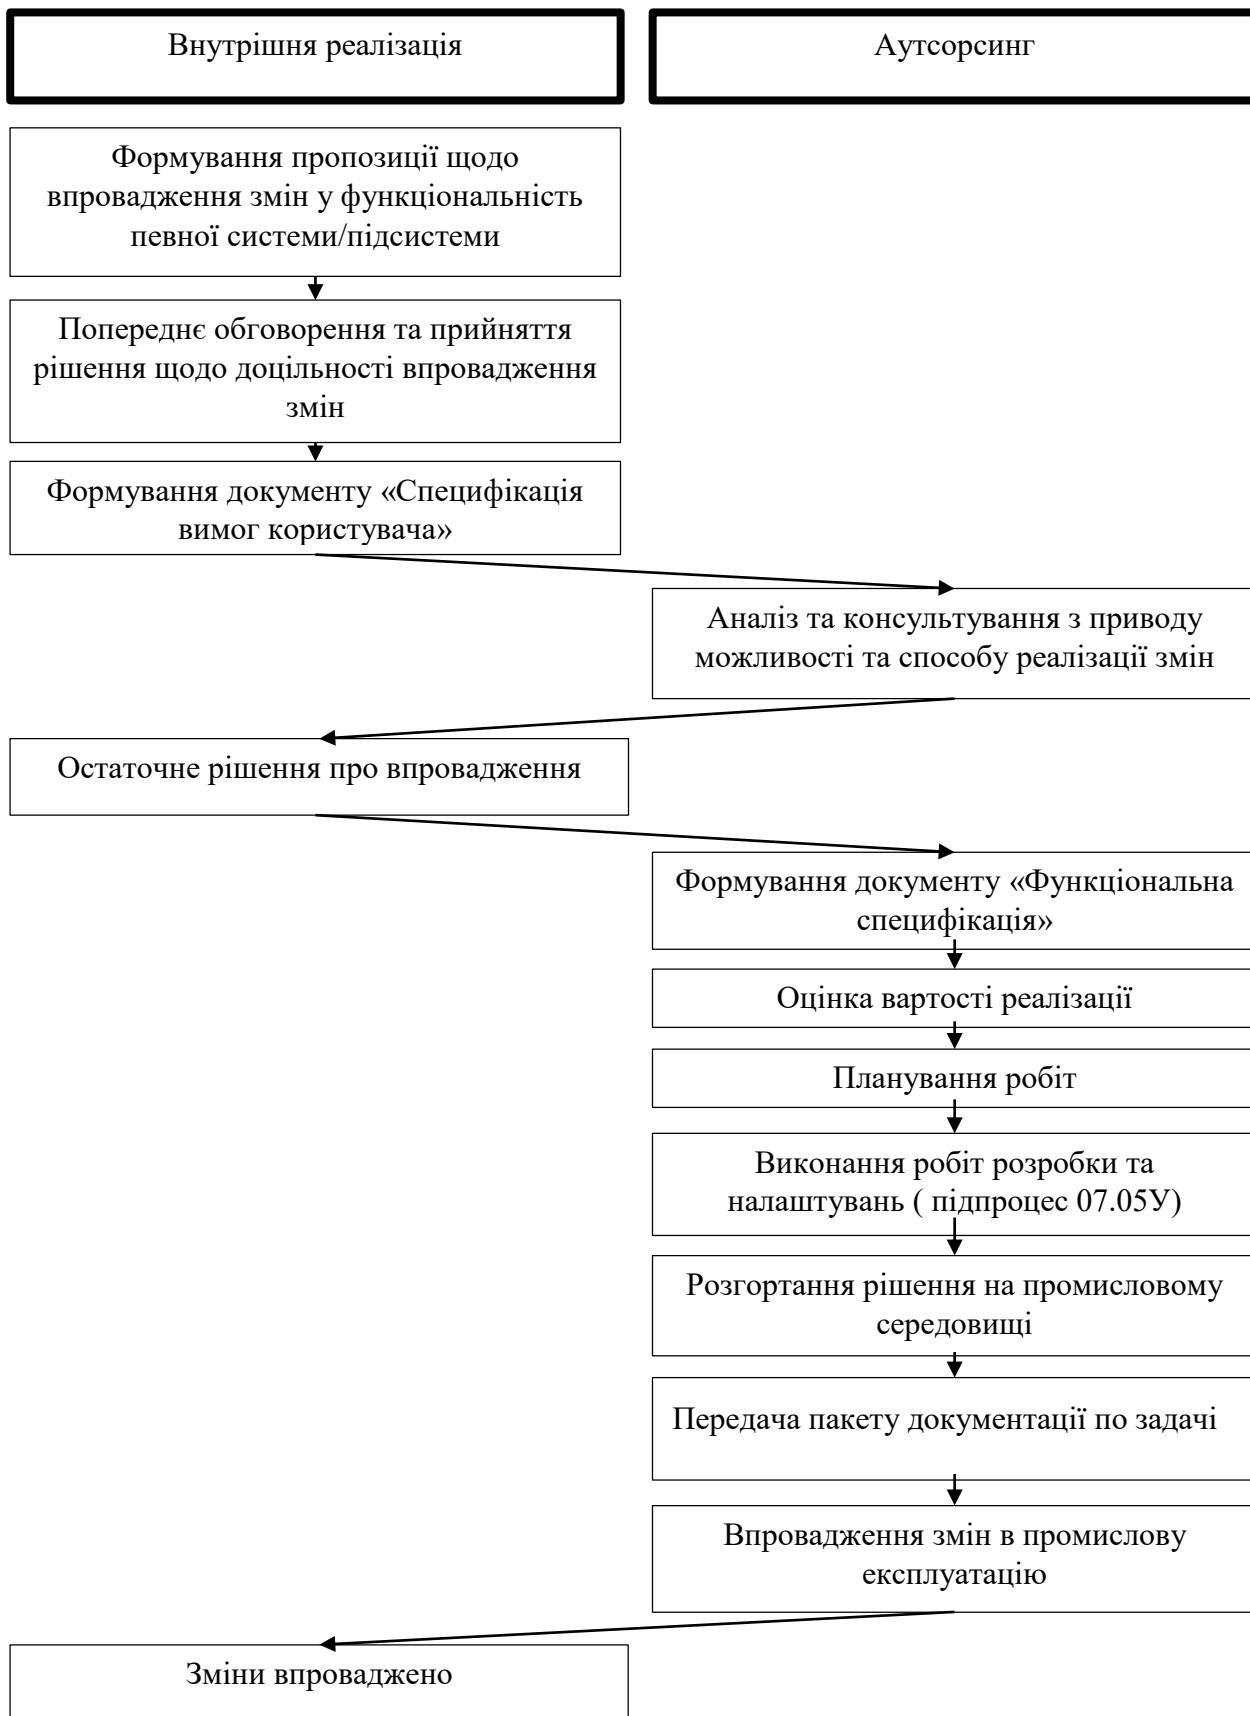 Внутрішня реалізація
Аутсорсинг
Формування пропозиції щодо
впровадження змін у функціональність
певної системи/підсистеми
Попереднє обговорення та прийняття
рішення щодо доцільності впровадження
змін
Формування документу «Специфікація
вимог користувача»
Аналіз та консультування з приводу
можливості та способу реалізації змін
Остаточне рішення про впровадження
Формування документу «Функціональна
специфікація»
Оцінка вартості реалізації
Планування робіт
Виконання робіт розробки та
налаштувань ( підпроцес 07.05У)
Розгортання рішення на промисловому
середовищі
Передача пакету документації по задачі
Впровадження змін в промислову
експлуатацію
Зміни впроваджено